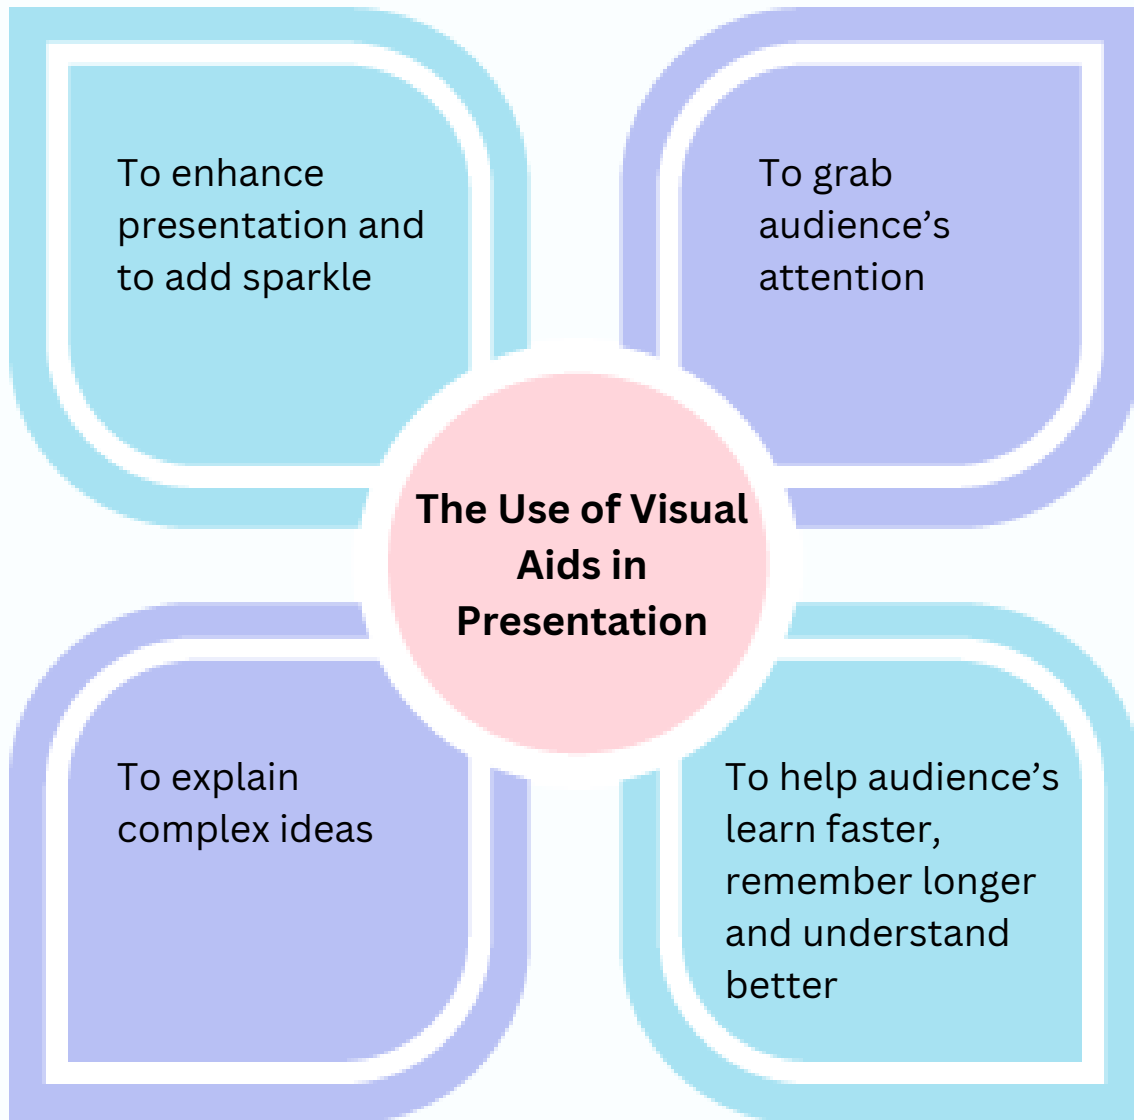 To enhance
presentation and
to add sparkle
To grab
audience’s
attention
The Use of Visual
Aids in
Presentation
To explain
complex ideas
To help audience’s
learn faster,
remember longer
and understand
better